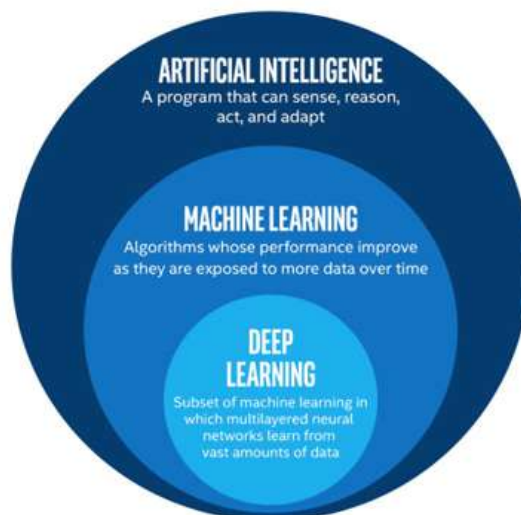 ARTIFICIAL INTELLIGENCE
A program that can sense, reason,
act, and adapt
MACHINE LEARNING
Algorithms whose performance improve
as they are exposed to more data over time
DEEP
LEARNING
Subset of machine learning in
which multilayered neural
networks learn from
vast amounts of data